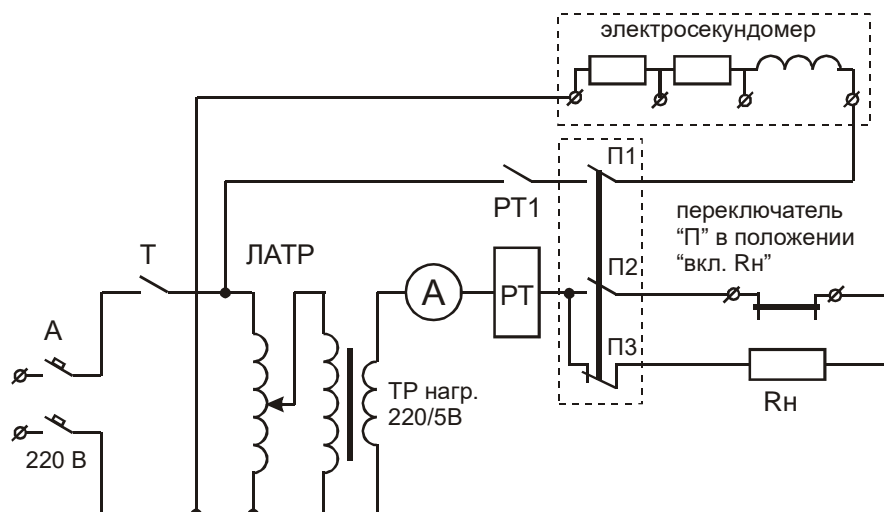 электросекундомер
П1
РТ1
переключатель
“П” в положении
“вкл. Rн”
Т
ЛАТР
А
РТ
П2
А
П3
ТР нагр.
220/5В
Rн
220 В